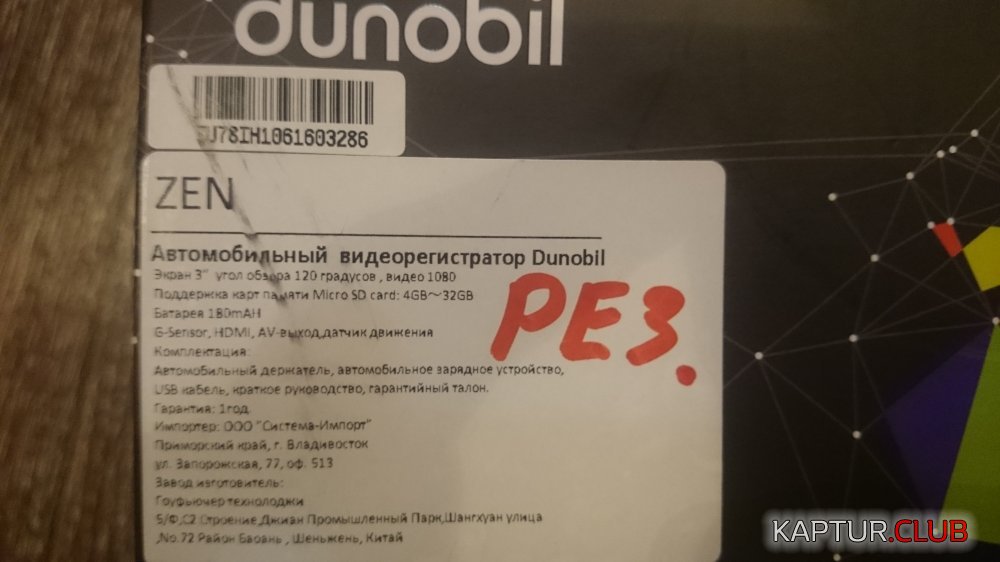 dunobil
U78IH1061603286
ZEN
Автомобильный видеорегистратор Dunobil
Экран 3" угол обзора 120 градусов , видео 1080
РЕЗ.
Поддержка карт памяти Micro SD card: 4GB～32GB
Батарея 180mAH
G-Sensor, HDMI, AV-выход,датчик движения
Комплектация:
Автомобильный держатель, автомобильное зарядное устройство,
USB кабель, краткое руководство, гарантийный талон.
Гарантия: 1год.
Импортер: ООО "Система-Импорт"
Приморский край, г. Владивосток
ул. Запорожская, 77, оф. 513
Завод изготовитель:
Гоуфьючер технолоджи
5/Ф,С2 Строение,Джиан Промышленный Парк,Шангхуан улица
,No.72 Район Баоань , Шеньжень, Китай
KAPTUR.CLUB